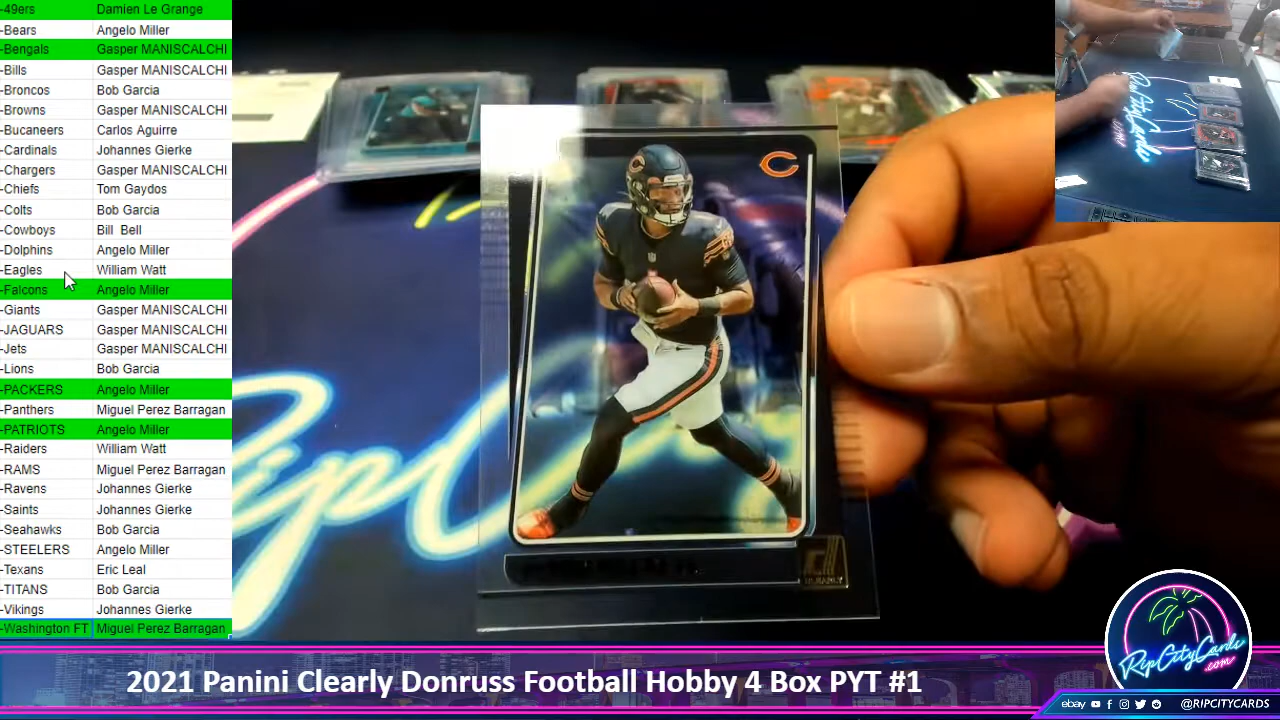 -49ers Damien Le Grange
-Bears Angelo Miller
-Bengals Gasper MANISCALCHI
-Bills Gasper MANISCALCHI
-Broncos Bob Garcia
-Browns Gasper MANISCALCHI
-Bucaneers Carlos Aguirre
-Cardinals Johannes Gierke
-Chargers Gasper MANISCALCHI
-Chiefs Tom Gaydos
-Colts Bob Garcia
-Cowboys Bill Bell
-Dolphins Angelo Miller
-Eagles William Watt
-Falcons Angelo Miller
-Giants Gasper MANISCALCHI
-JAGUARS Gasper MANISCALCHI
-Jets Gasper MANISCALCHI
-Lions Bob Garcia
-PACKERS Angelo Miller
-Panthers Miguel Perez Barragan
-PATRIOTS Angelo Miller
-Raiders William Watt
-RAMS Miguel Perez Barragan
-Ravens Johannes Gierke
-Saints Johannes Gierke
-Seahawks Bob Garcia
-STEELERS Angelo Miller
-Texans Eric Leal
-TITANS Bob Garcia
-Vikings Johannes Gierke
-Washington FT Miguel Perez Barragan
RipCityCards
.com
2021 Panini Clearly Donruss Football Hobby 4 Box PYT #1
ebay @RIPCITYCARDS